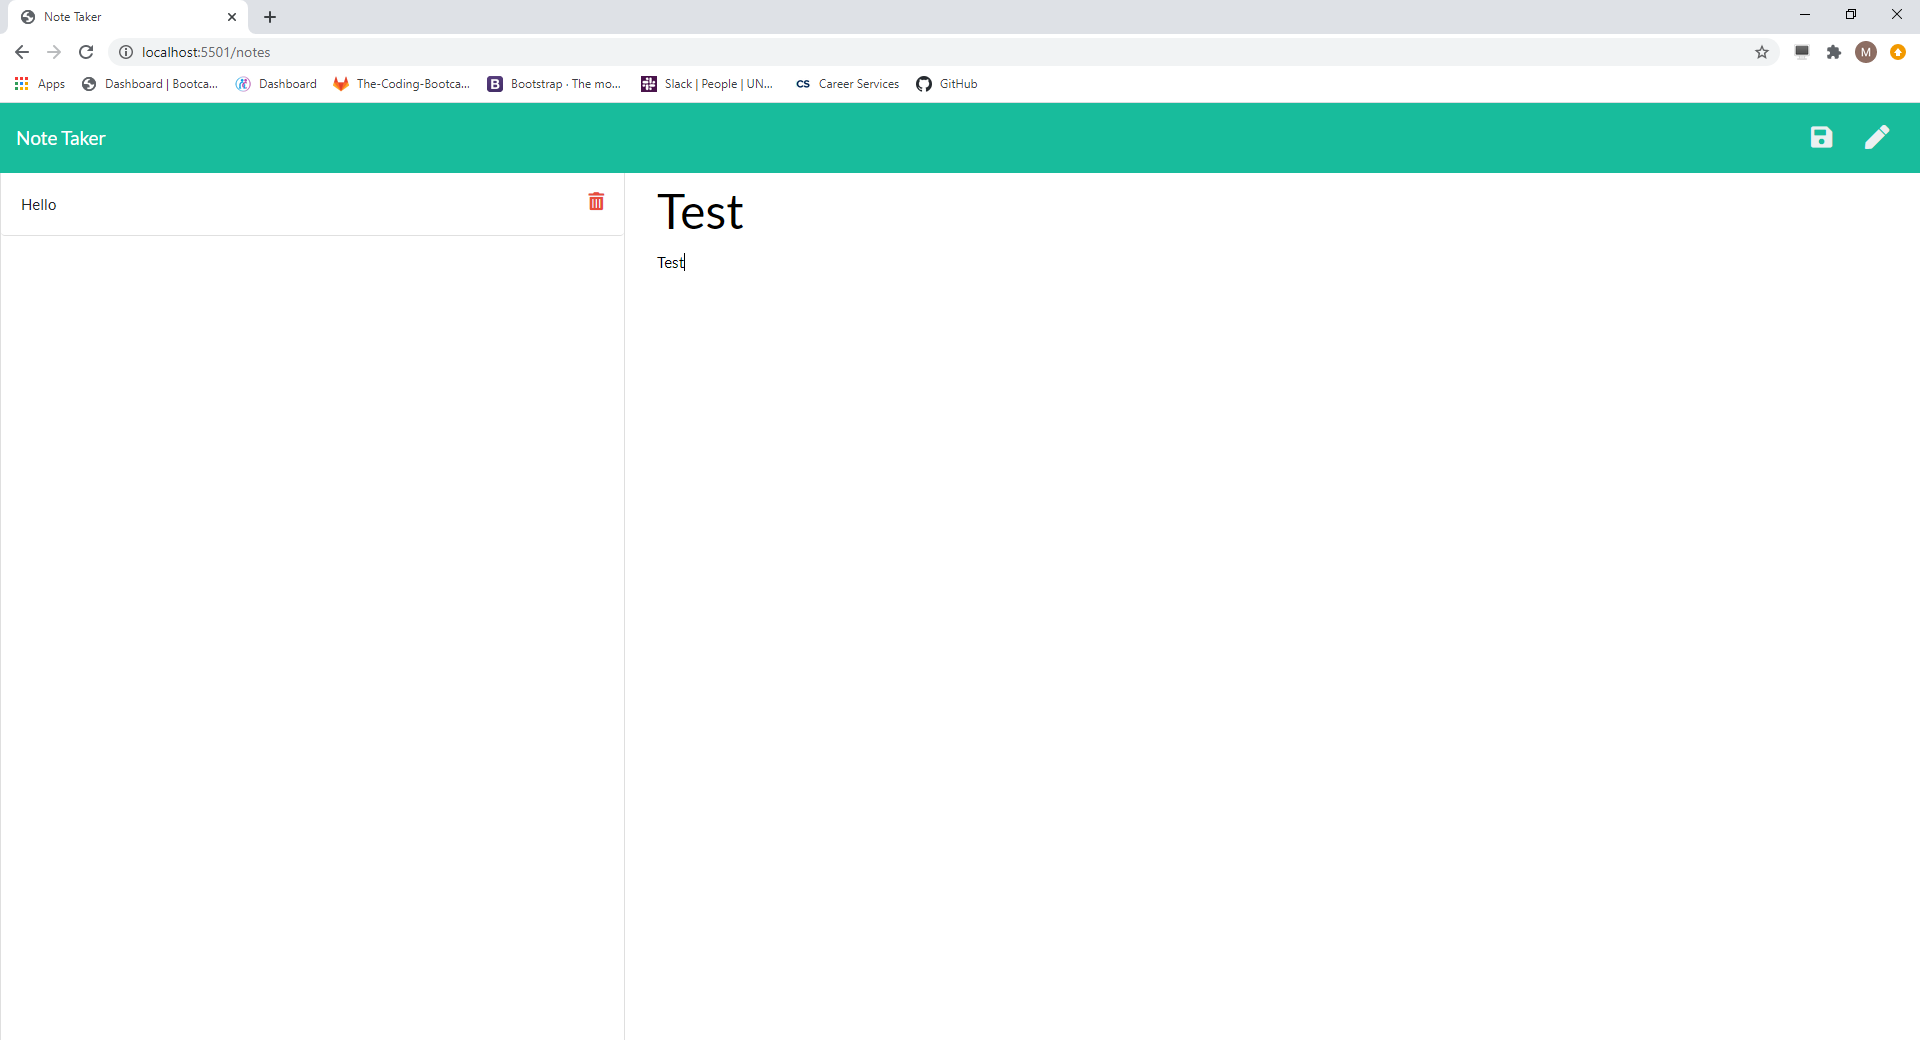 Note Taker
localhost:5501/notes
Apps Dashboard | Bootca... Dashboard The-Coding-Bootca... B Bootstrap · The mo... Slack | People | UN... CS Career Services GitHub
M
Note Taker
Hello
Test
Test